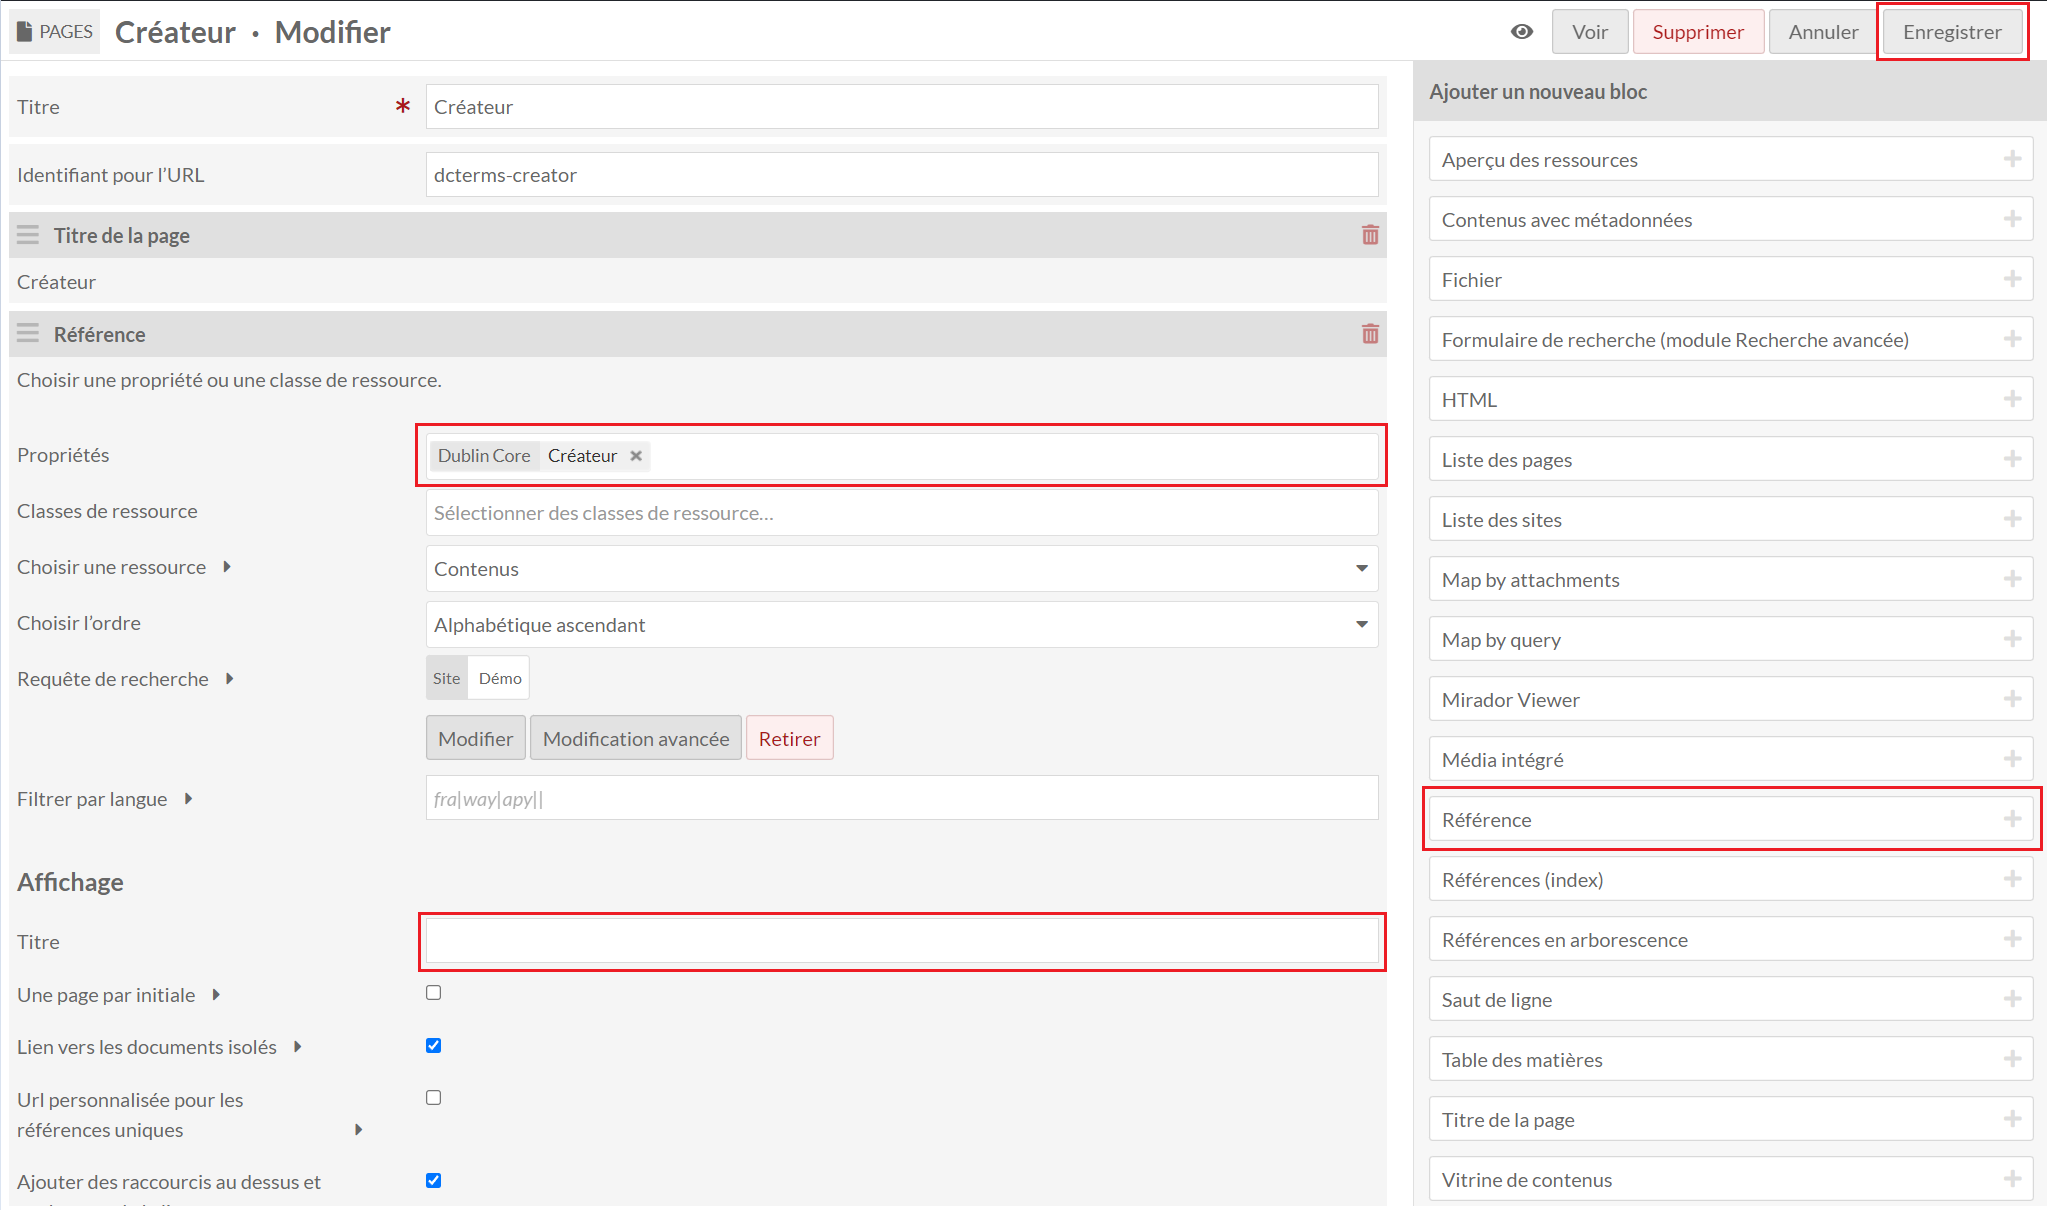 PAGES Créateur · Modifier
Voir
Supprimer
Annuler
Enregistrer
Titre
Créateur
Identifiant pour l’URL
dcterms-creator
Titre de la page
Créateur
Référence
Choisir une propriété ou une classe de ressource.
Propriétés
Dublin Core Créateur
Classes de ressource
Sélectionner des classes de ressource...
Choisir une ressource
Contenus
Choisir l’ordre
Alphabétique ascendant
Requête de recherche
Site Démo
Modifier
Modification avancée
Retirer
Filtrer par langue
fra|way|apy||
Affichage
Titre
Une page par initiale
Lien vers les documents isolés
Url personnalisée pour les
références uniques
Ajouter des raccourcis au dessus et
Ajouter un nouveau bloc
Aperçu des ressources
Contenus avec métadonnées
Fichier
Formulaire de recherche (module Recherche avancée)
HTML
Liste des pages
Liste des sites
Map by attachments
Map by query
Mirador Viewer
Média intégré
Référence
Références (index)
Références en arborescence
Saut de ligne
Table des matières
Titre de la page
Vitrine de contenus